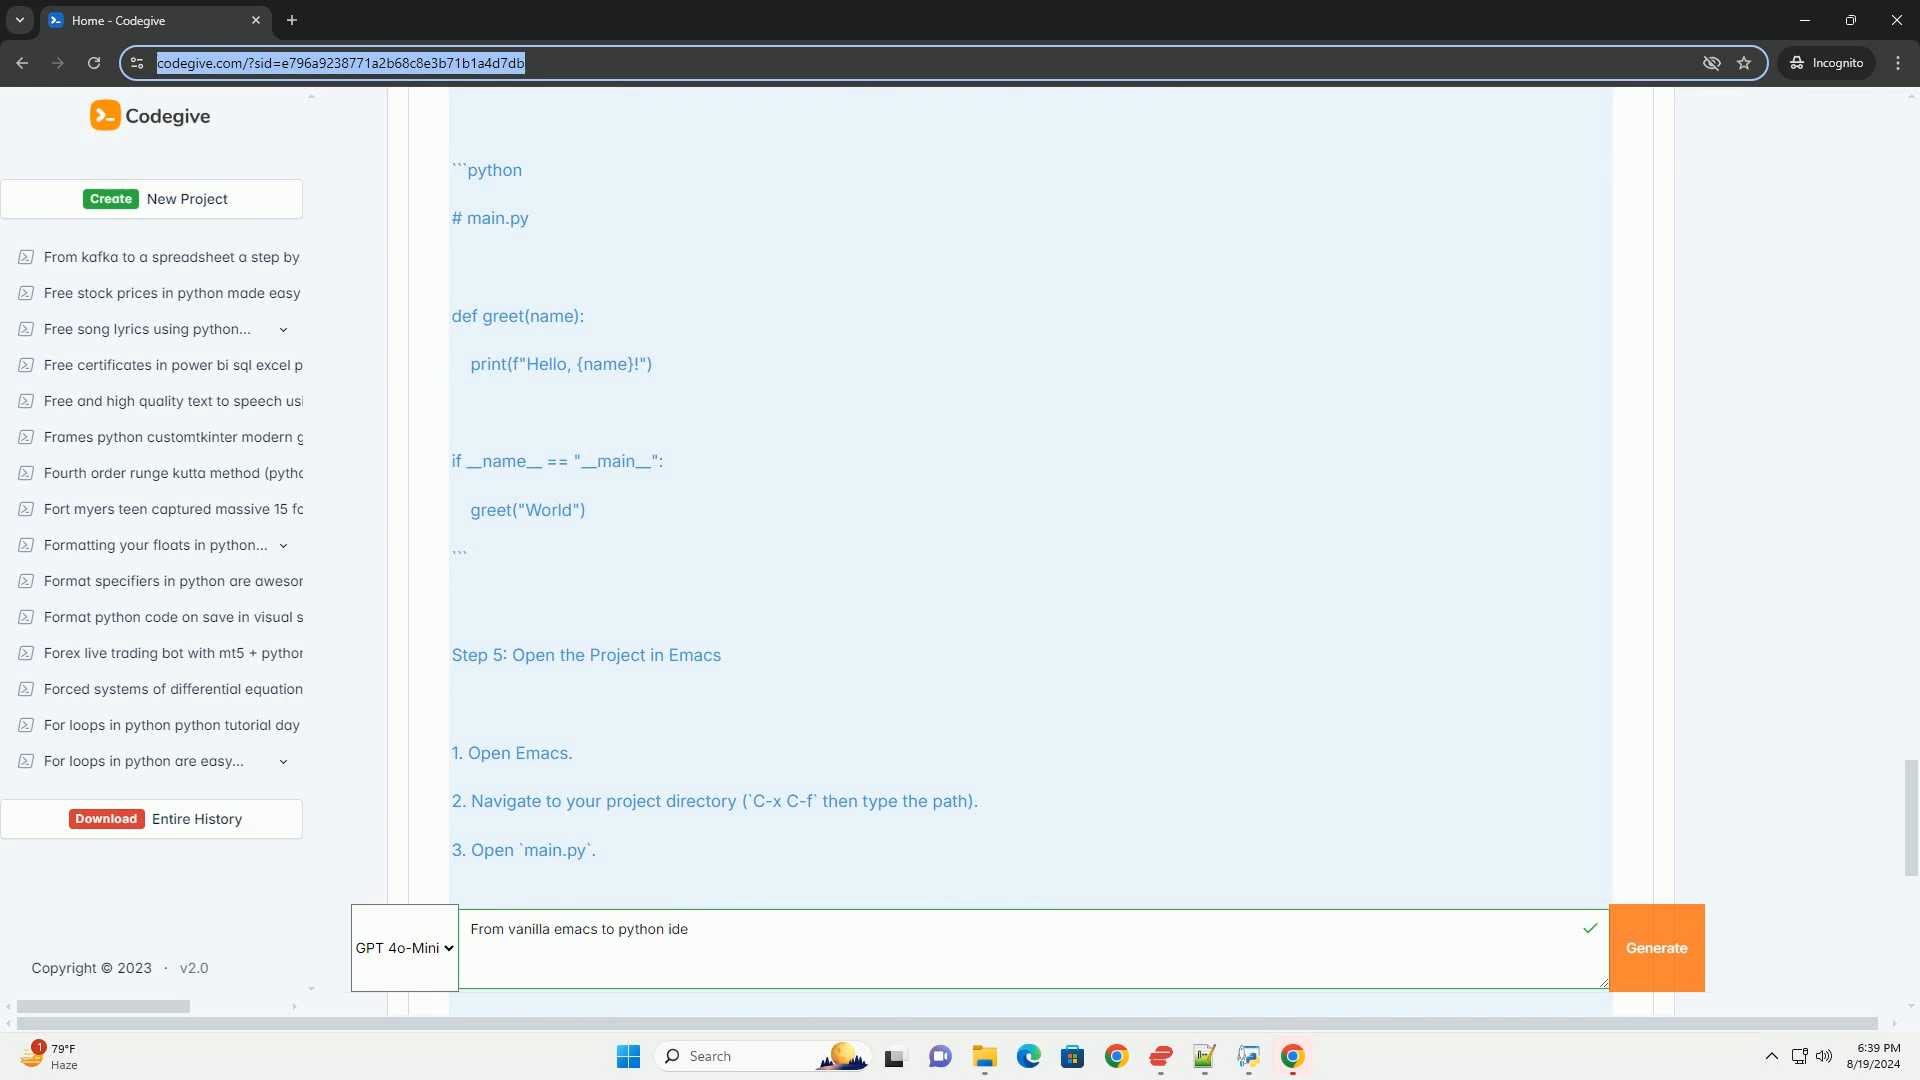 Home - Codegive
codegive.com/?sid=e796a9238771a2b68c8e3b71b1a4d7db
Incognito
Codegive
Create New Project
From kafka to a spreadsheet a step by
Free stock prices in python made easy
Free song lyrics using python...
Free certificates in power bi sql excel p
Free and high quality text to speech usi
Frames python customtkinter modern g
Fourth order runge kutta method (pytho
Fort myers teen captured massive 15 fo
Formatting your floats in python...
Format specifiers in python are awesor
Format python code on save in visual s
Forex live trading bot with mt5 + pythor
Forced systems of differential equation
For loops in python python tutorial day
For loops in python are easy...
Download Entire History
Copyright © 2023 · v2.0
```python
# main.py
def greet(name):
print(f"Hello, {name}!")
if __name__ == "__main__":
greet("World")
```
Step 5: Open the Project in Emacs
1. Open Emacs.
2. Navigate to your project directory (`C-x C-f` then type the path).
3. Open `main.py`.
GPT 4o-Mini
From vanilla emacs to python ide
Generate
1
79°F
Haze
Search
6:39 PM
8/19/2024